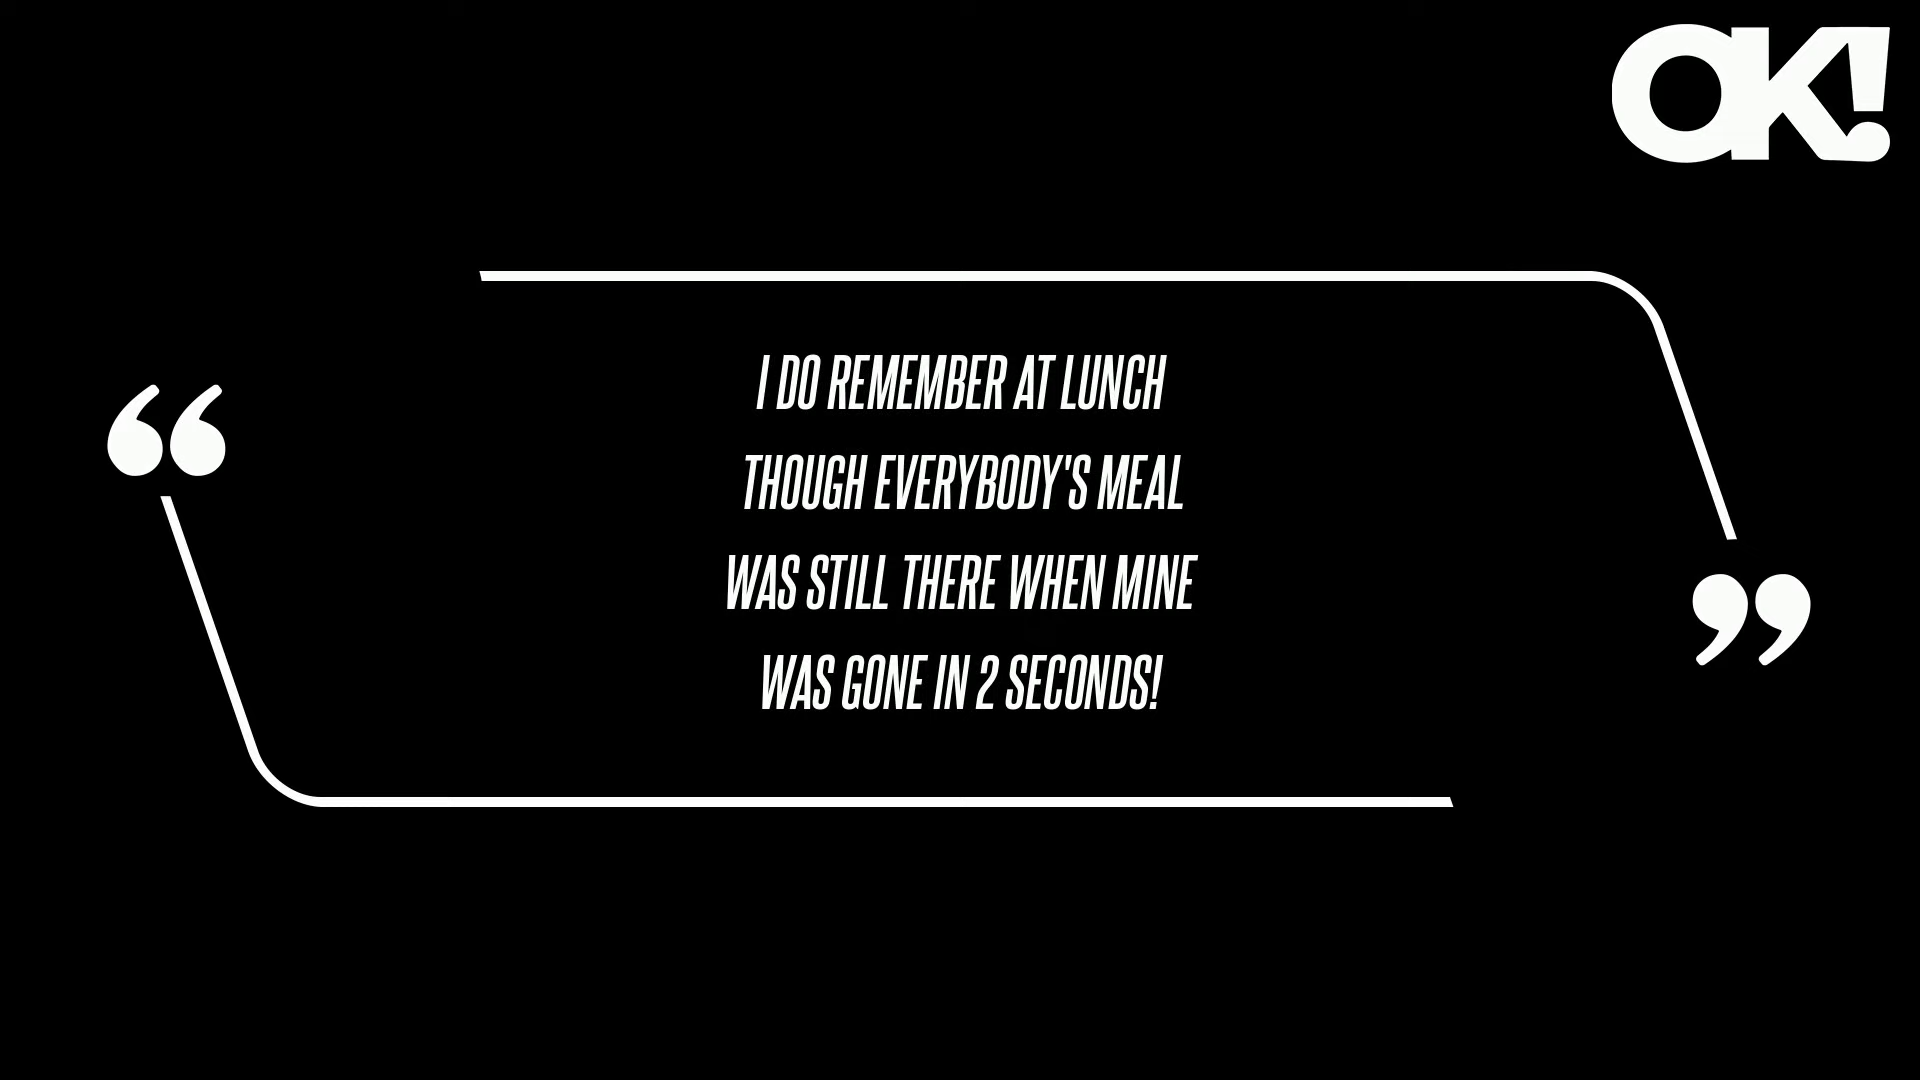 OK!
“
I DO REMEMBER AT LUNCH
THOUGH EVERYBODY'S MEAL
WAS STILL THERE WHEN MINE
WAS GONE IN 2 SECONDS!
”